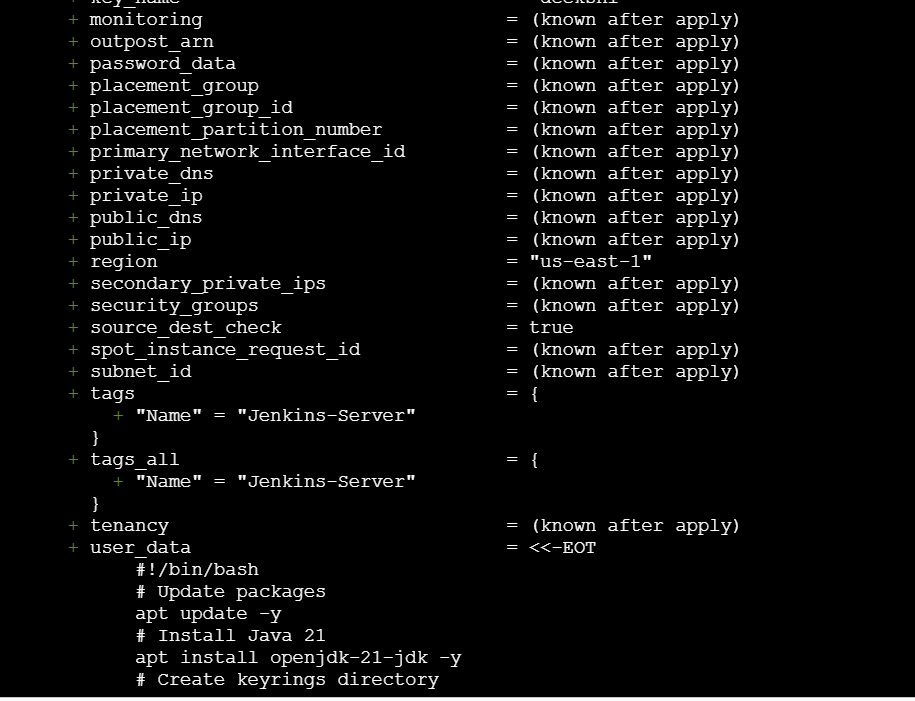 + key_name
+ monitoring = (known after apply)
+ outpost_arn = (known after apply)
+ password_data = (known after apply)
+ placement_group = (known after apply)
+ placement_group_id = (known after apply)
+ placement_partition_number = (known after apply)
+ primary_network_interface_id = (known after apply)
+ private_dns = (known after apply)
+ private_ip = (known after apply)
+ public_dns = (known after apply)
+ public_ip = (known after apply)
+ region = "us-east-1"
+ secondary_private_ips = (known after apply)
+ security_groups = (known after apply)
+ source_dest_check = true
+ spot_instance_request_id = (known after apply)
+ subnet_id = (known after apply)
+ tags = {
+ "Name" = "Jenkins-Server"
}
+ tags_all = {
+ "Name" = "Jenkins-Server"
}
+ tenancy = (known after apply)
+ user_data = <<-EOT
#!/bin/bash
# Update packages
apt update -y
# Install Java 21
apt install openjdk-21-jdk -y
# Create keyrings directory